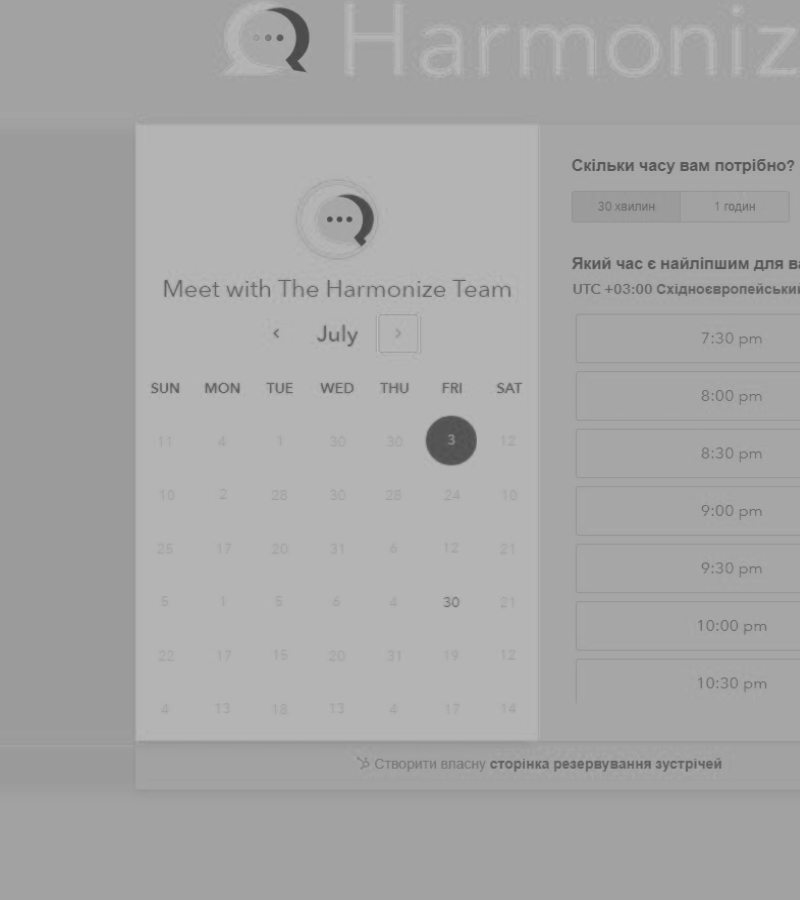 Harmoniz
Meet with The Harmonize Team
July
SUN MON TUE WED THU FRI SAT
11 4 1 30 30 3 12
10 2 28 30 28 24 10
25 17 20 31 6 12 21
5 1 5 6 4 30 21
22 17 15 20 31 19 12
4 13 18 13 4 17 14
Скільки часу вам потрібно?
30 хвилин 1 годин
Який час є найліпшим для ва
UTC +03:00 Східноєвропейський
7:30 pm
8:00 pm
8:30 pm
9:00 pm
9:30 pm
10:00 pm
10:30 pm
Створити власну сторінка резервування зустрічей